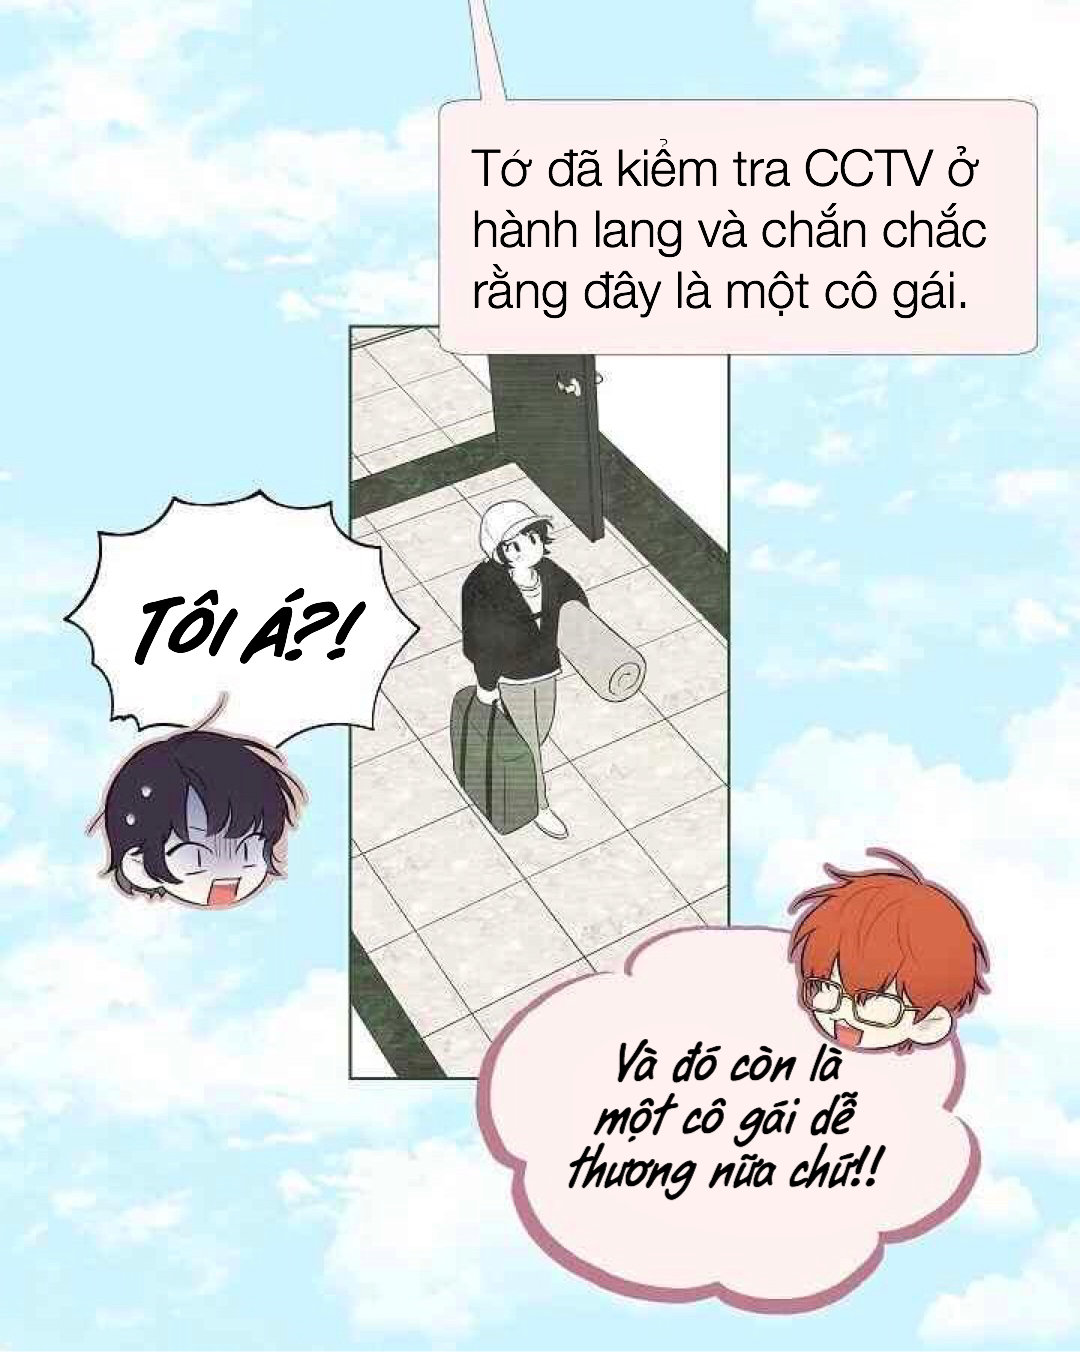 Tớ đã kiểm tra CCTV ở
hành lang và chắn chắc
rằng đây là một cô gái.
TÔI Á?!
Và đó còn là
một cô gái dễ
thương nữa chứ!!